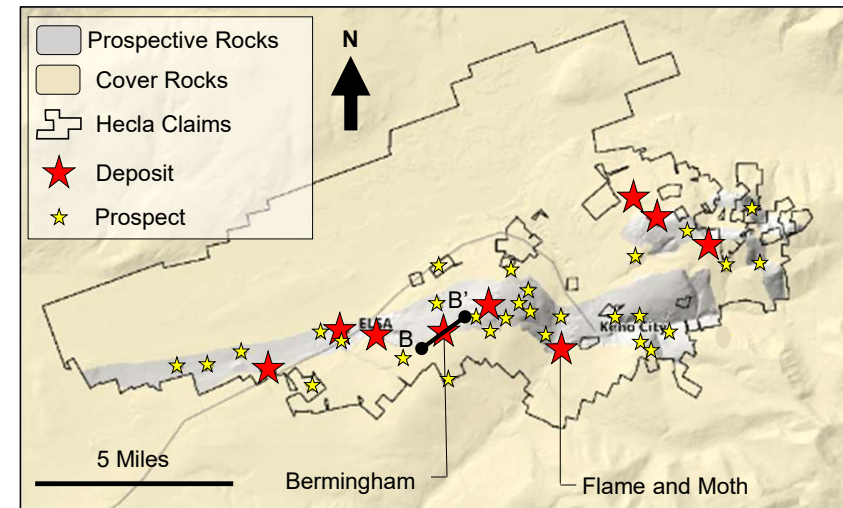 Prospective Rocks
Cover Rocks
Hecla Claims
Deposit
Prospect
N
ELSA
B
B'
Keno City
5 Miles
Bermingham
Flame and Moth